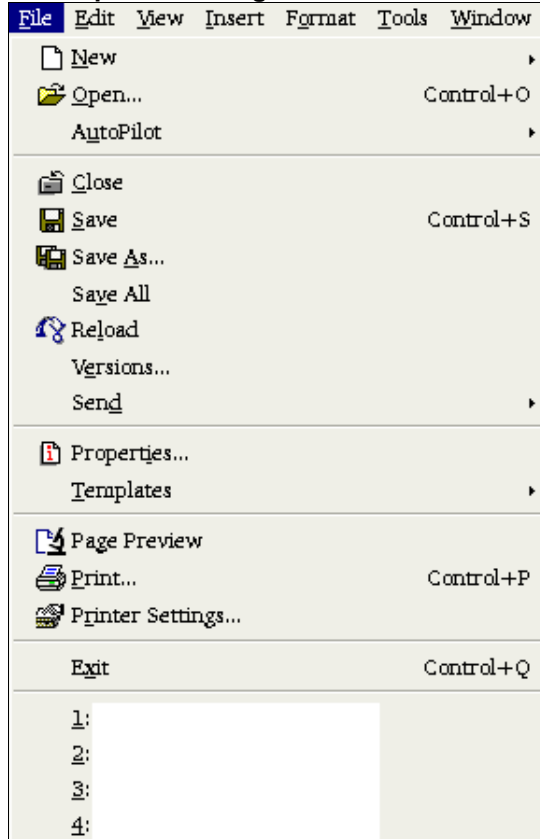 File Edit View Insert Format Tools Window
New
Open... Control+O
AutoPilot
Close
Save Control+S
Save As...
Save All
Reload
Versions...
Send
Properties...
Templates
Page Preview
Print... Control+P
Printer Settings...
Exit Control+Q
1:
2:
3:
4: